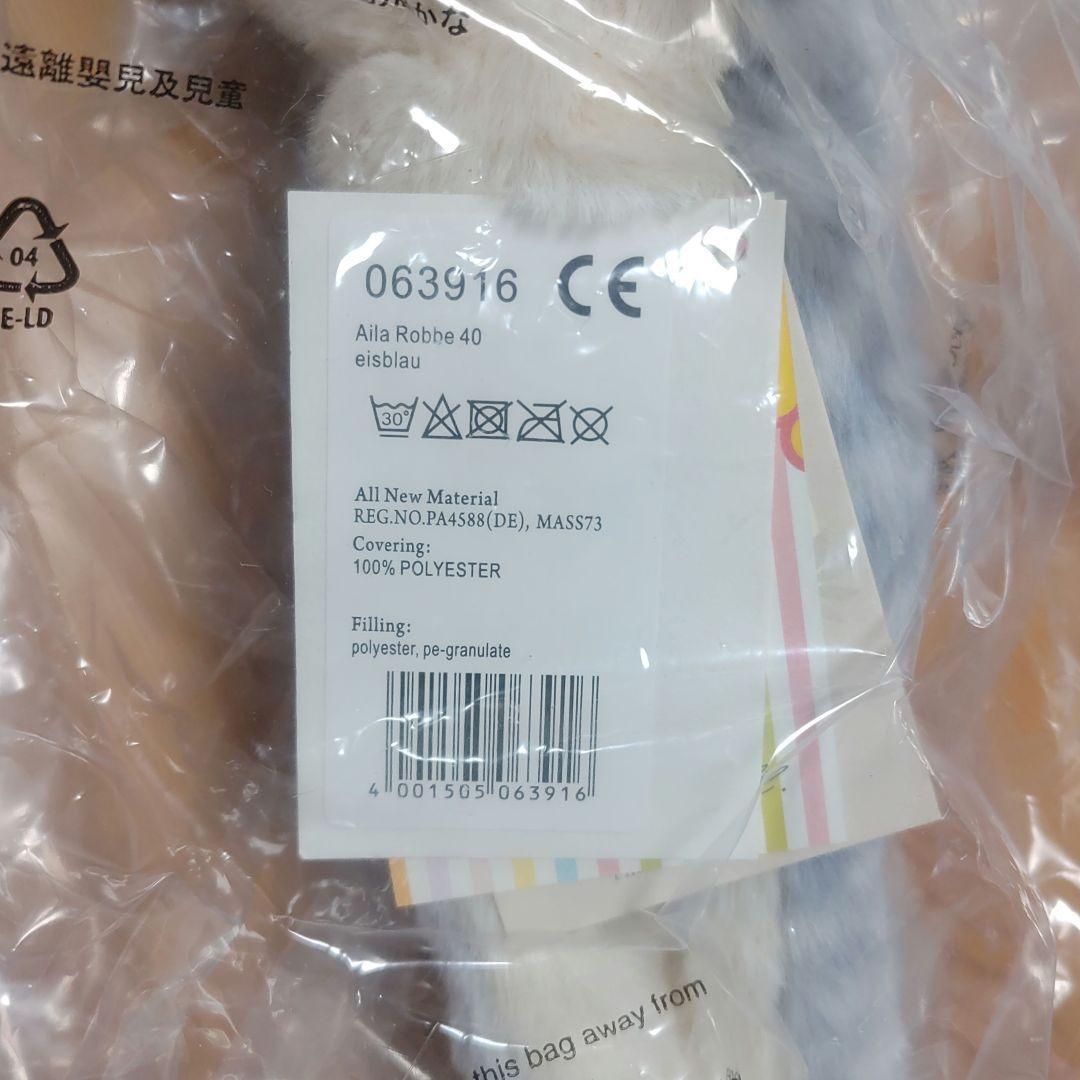 遠離嬰兒及兒童
04
E-LD
063916 CE
Aila Robbe 40
eisblau
30°
All New Material
REG.NO.PA4588(DE), MASS73
Covering:
100% POLYESTER
Filling:
polyester, pe-granulate
4 001505 063916
this bag away from